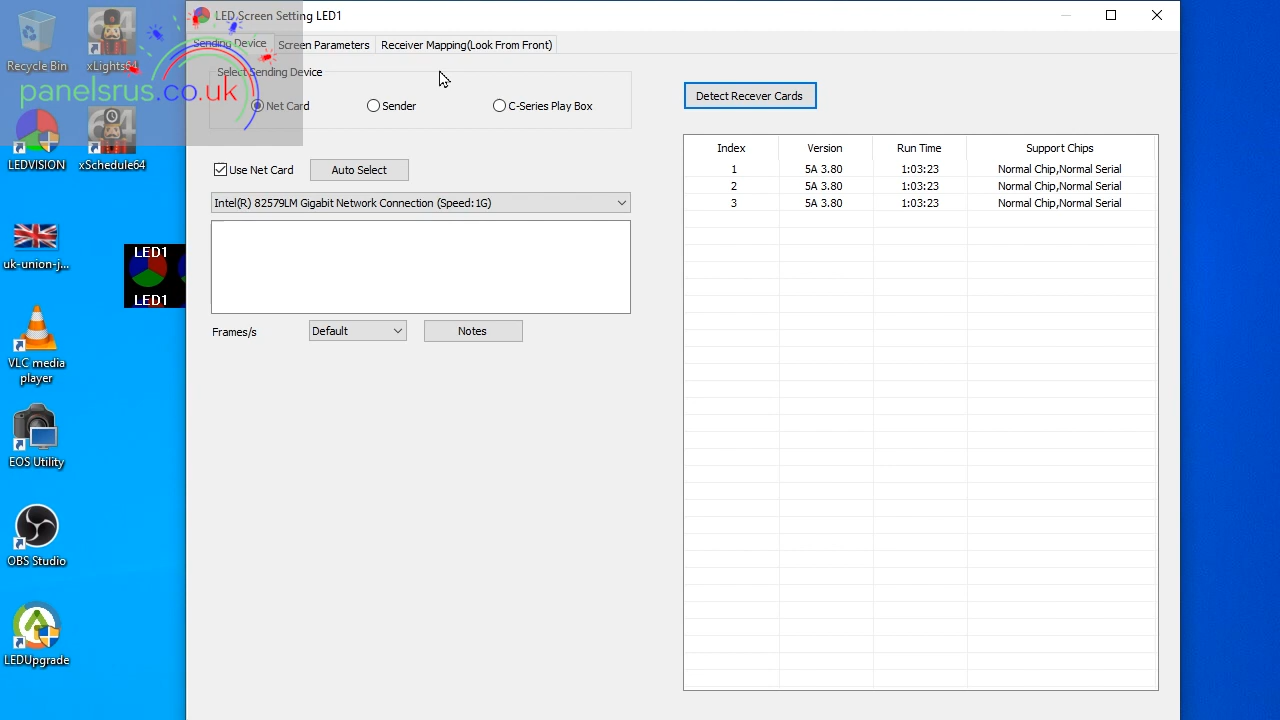 LED Screen Setting LED1
Sending Device
Screen Parameters
Receiver Mapping(Look From Front)
Select Sending Device
Net Card
Sender
C-Series Play Box
Detect Recever Cards
Use Net Card
Auto Select
Intel(R) 82579LM Gigabit Network Connection (Speed:1G)
Frames/s
Default
Notes
Index Version Run Time Support Chips
1 5A 3.80 1:03:23 Normal Chip,Normal Serial
2 5A 3.80 1:03:23 Normal Chip,Normal Serial
3 5A 3.80 1:03:23 Normal Chip,Normal Serial
panelsrus.co.uk
64
Recycle Bin
xLights64
64
LEDVISION
xSchedule64
uk-union-j...
LED1
LED1
VLC media
player
EOS Utility
OBS Studio
LEDUpgrade